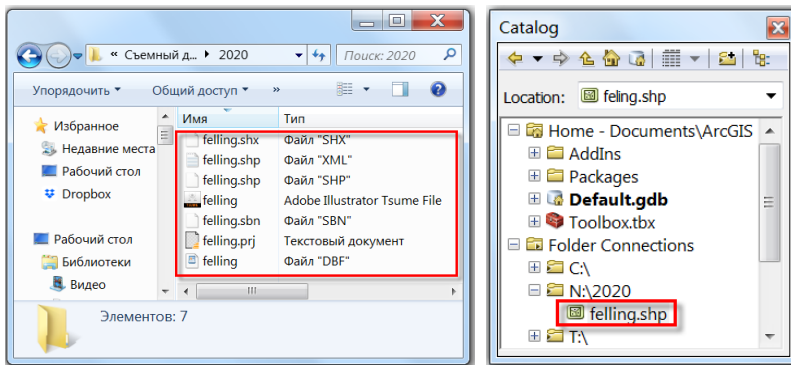 « Съемный д... 2020
Поиск: 2020
Упорядочить Общий доступ »
Избранное
Недавние места
Рабочий стол
Dropbox
Рабочий стол
Библиотеки
Видео
Имя Тип
felling.shx Файл "SHX"
felling.shp Файл "XML"
felling.shp Файл "SHP"
felling Adobe Illustrator Tsume File
felling.sbn Файл "SBN"
felling.prj Текстовый документ
felling Файл "DBF"
Элементов: 7
Catalog
Location: feling.shp
Home - Documents\ArcGIS
AddIns
Packages
Default.gdb
Toolbox.tbx
Folder Connections
C:\
N:\2020
felling.shp
T:\